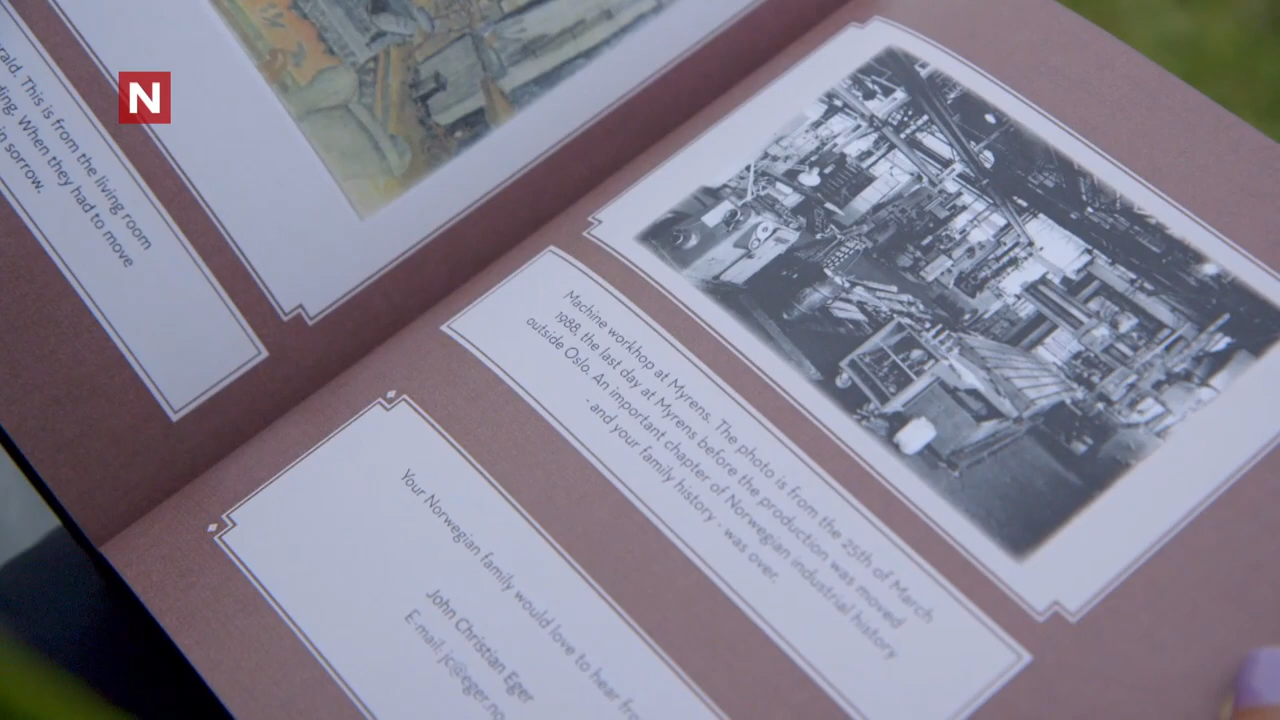 N
rald. This is from the living room
ding. When they had to move
in sorrow.
Machine workhop at Myrens. The photo is from the 25th of March
1988, the last day at Myrens before the production was moved
outside Oslo. An important chapter of Norwegian industrial history
- and your family history - was over.
Your Norwegian family would love to hear fro
John Christian Eger
E-mail: jc@eger.no